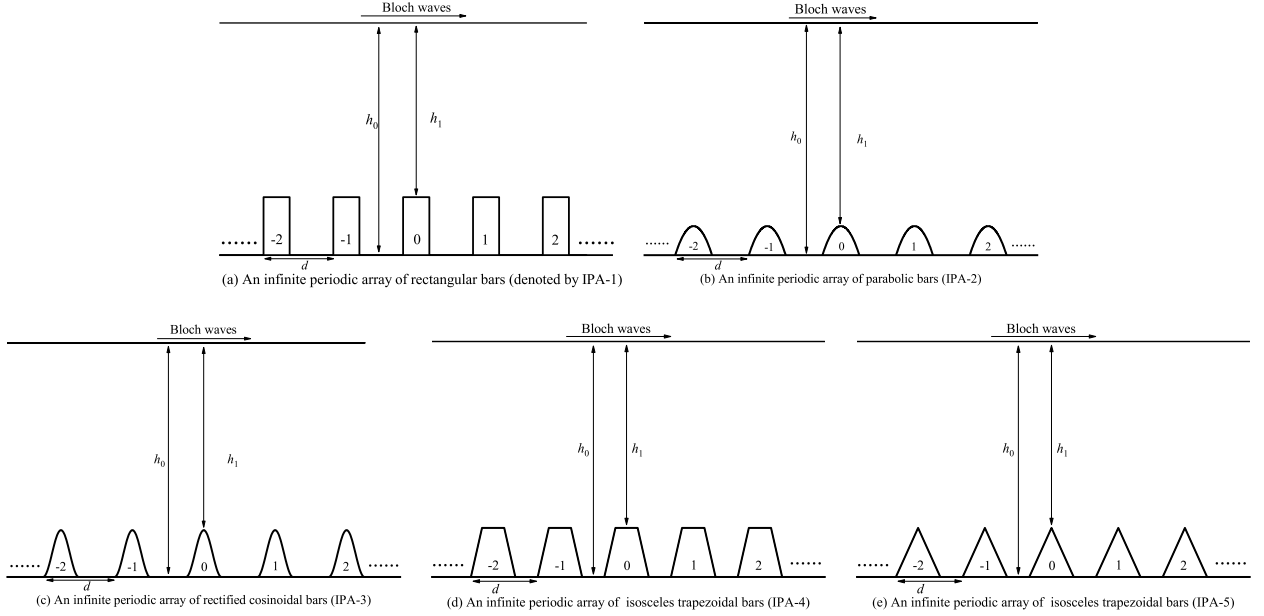 Bloch waves
h0
h1
-2 -1 0 1 2
......
......
d
(a) An infinite periodic array of rectangular bars (denoted by IPA-1)
Bloch waves
h0
h1
-2 -1 0 1 2
......
......
d
(b) An infinite periodic array of parabolic bars (IPA-2)
Bloch waves
h0
h1
-2 -1 0 1 2
......
......
d
(c) An infinite periodic array of rectified cosinoidal bars (IPA-3)
Bloch waves
h0
h1
-2 -1 0 1 2
......
......
d
(d) An infinite periodic array of isosceles trapezoidal bars (IPA-4)
Bloch waves
h0
h1
-2 -1 0 1 2
......
......
d
(e) An infinite periodic array of isosceles trapezoidal bars (IPA-5)